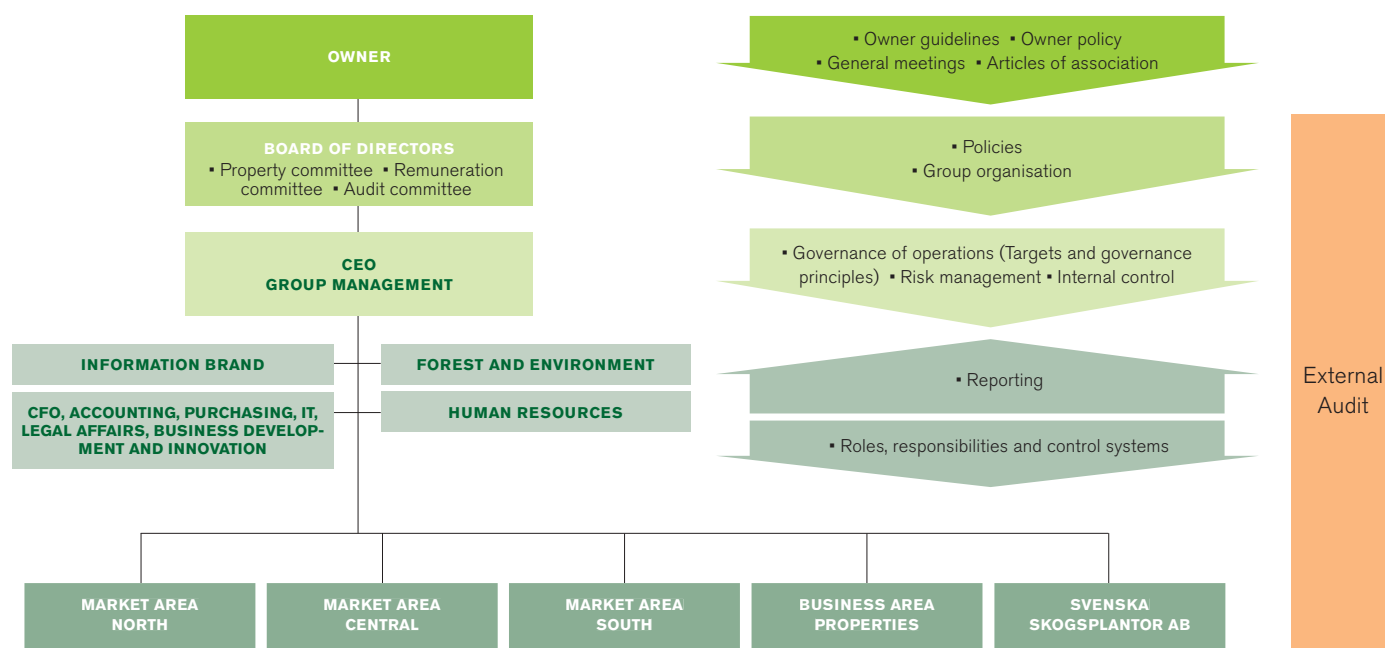 OWNER
▪ Owner guidelines ▪ Owner policy
▪ General meetings ▪ Articles of association
BOARD OF DIRECTORS
▪ Property committee ▪ Remuneration
committee ▪ Audit committee
▪ Policies
▪ Group organisation
CEO
GROUP MANAGEMENT
▪ Governance of operations (Targets and governance
principles) ▪ Risk management ▪ Internal control
INFORMATION BRAND
FOREST AND ENVIRONMENT
CFO, ACCOUNTING, PURCHASING, IT,
LEGAL AFFAIRS, BUSINESS DEVELOP-
MENT AND INNOVATION
HUMAN RESOURCES
▪ Reporting
▪ Roles, responsibilities and control systems
External
Audit
MARKET AREA
NORTH
MARKET AREA
CENTRAL
MARKET AREA
SOUTH
BUSINESS AREA
PROPERTIES
SVENSKA
SKOGSPLANTOR AB